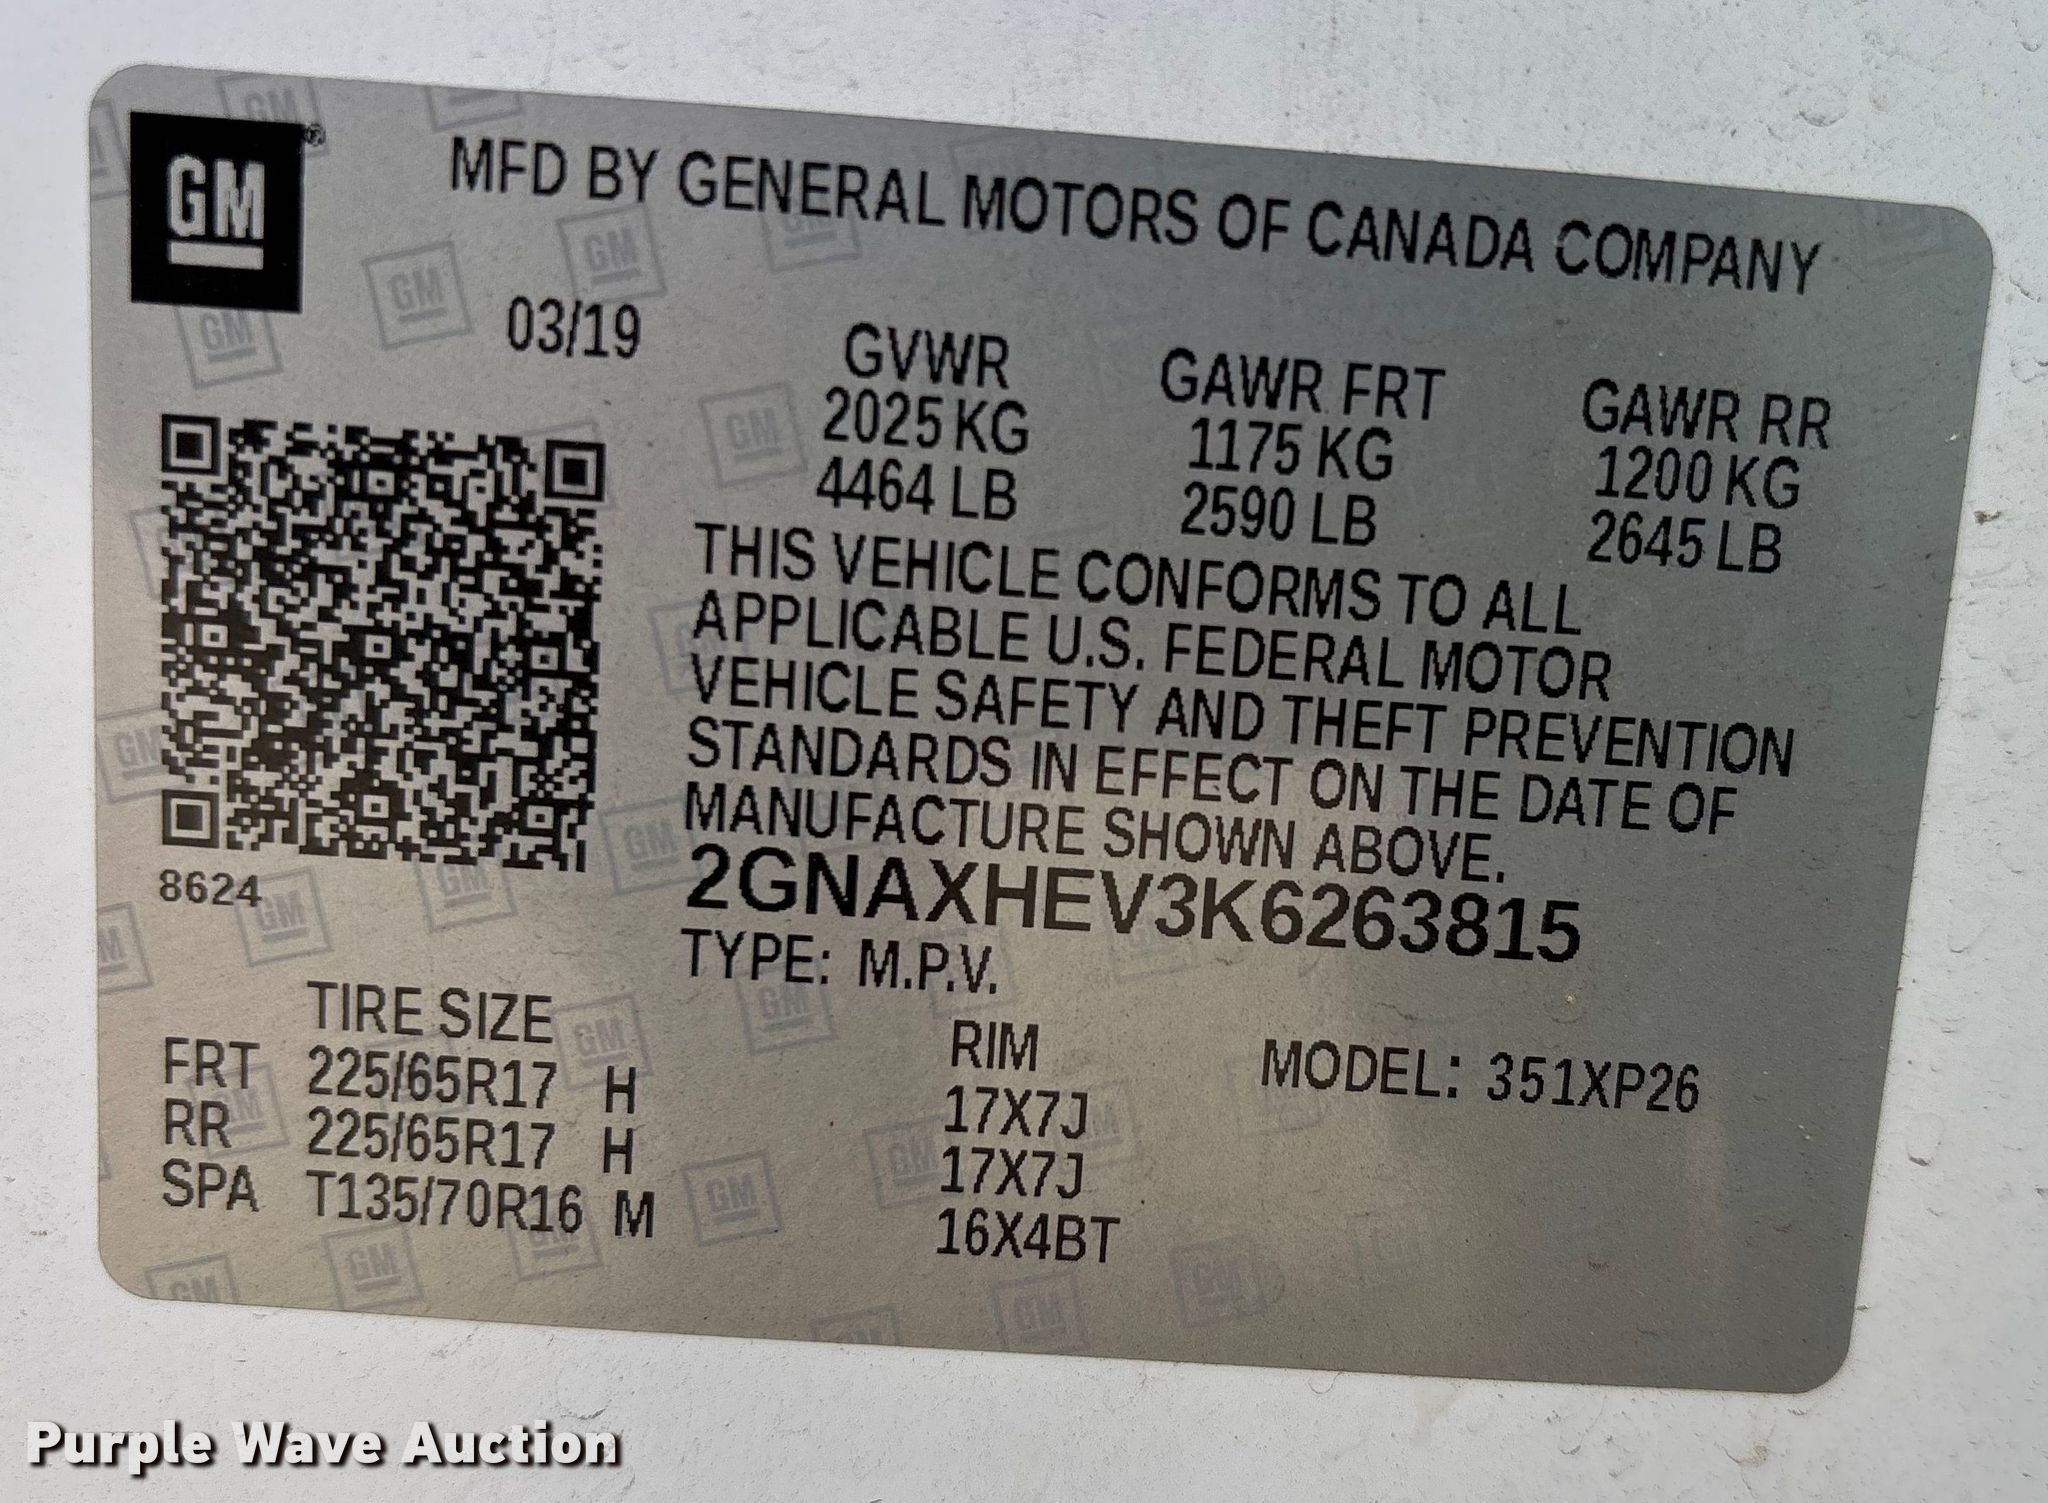 GM®
MFD BY GENERAL MOTORS OF CANADA COMPANY
03/19
GVWR GAWR FRT GAWR RR
2025 KG 1175 KG 1200 KG
4464 LB 2590 LB 2645 LB
THIS VEHICLE CONFORMS TO ALL
APPLICABLE U.S. FEDERAL MOTOR
VEHICLE SAFETY AND THEFT PREVENTION
STANDARDS IN EFFECT ON THE DATE OF
MANUFACTURE SHOWN ABOVE.
8624
2GNAXHEV3K6263815
TYPE: M.P.V.
TIRE SIZE RIM MODEL: 351XP26
FRT 225/65R17 H 17X7J
RR 225/65R17 H 17X7J
SPA T135/70R16 M 16X4BT
Purple Wave Auction